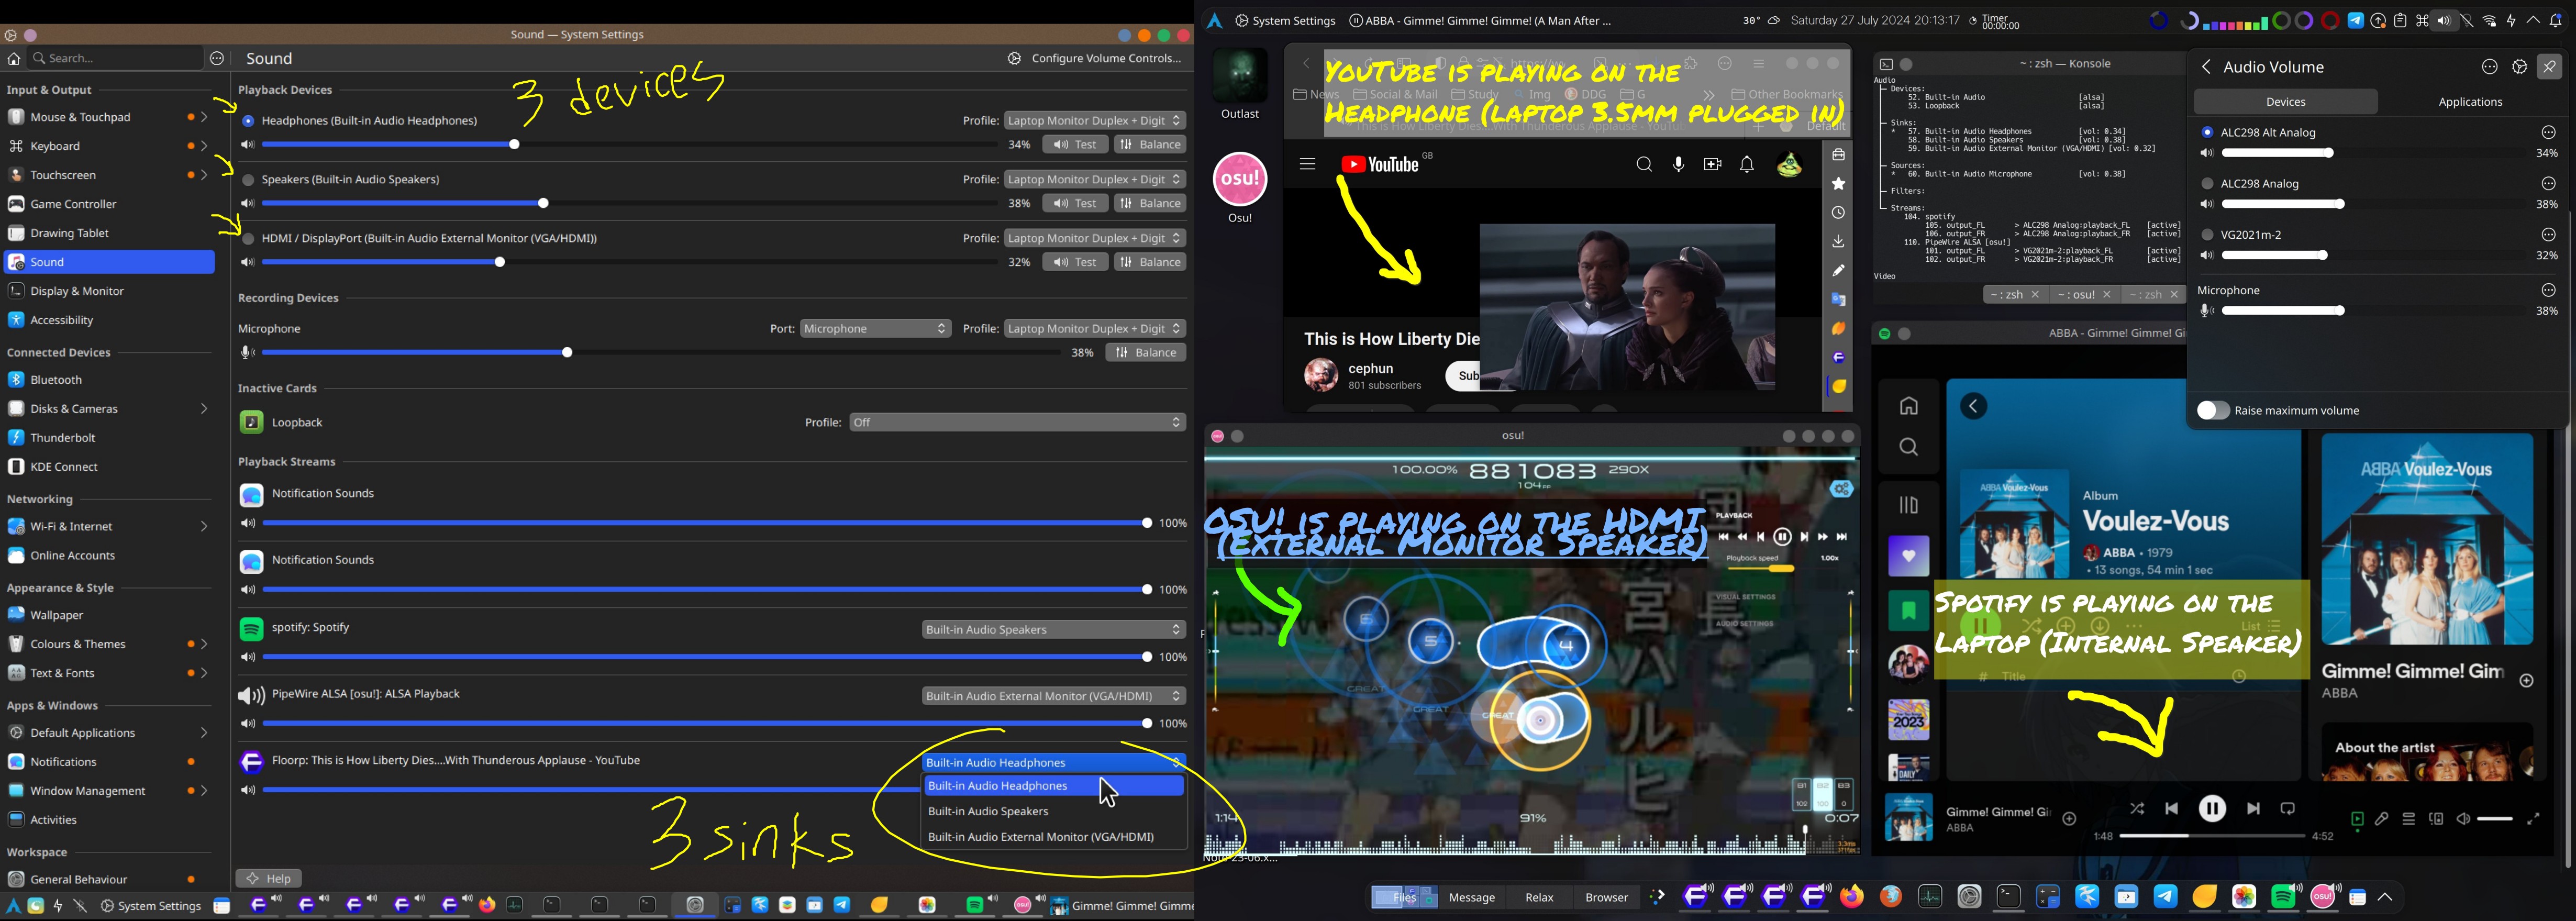 Sound — System Settings
Search...
Sound
Configure Volume Controls...
Input & Output
Mouse & Touchpad
Keyboard
Touchscreen
Game Controller
Drawing Tablet
Sound
Display & Monitor
Accessibility
Connected Devices
Bluetooth
Disks & Cameras
Thunderbolt
KDE Connect
Networking
Wi-Fi & Internet
Online Accounts
Appearance & Style
Wallpaper
Colours & Themes
Text & Fonts
Apps & Windows
Default Applications
Notifications
Window Management
Activities
Workspace
General Behaviour
Playback Devices
3 devices
Headphones (Built-in Audio Headphones)
Profile: Laptop Monitor Duplex + Digit
34% Test Balance
Speakers (Built-in Audio Speakers)
Profile: Laptop Monitor Duplex + Digit
38% Test Balance
HDMI / DisplayPort (Built-in Audio External Monitor (VGA/HDMI))
Profile: Laptop Monitor Duplex + Digit
32% Test Balance
Recording Devices
Microphone
Port: Microphone Profile: Laptop Monitor Duplex + Digit
38% Balance
Inactive Cards
Loopback
Profile: Off
Playback Streams
Notification Sounds
100%
Notification Sounds
100%
spotify: Spotify
Built-in Audio Speakers
100%
PipeWire ALSA [osu!]: ALSA Playback
Built-in Audio External Monitor (VGA/HDMI)
100%
Floorp: This is How Liberty Dies....With Thunderous Applause - YouTube
Built-in Audio Headphones
Built-in Audio Headphones
Built-in Audio Speakers
Built-in Audio External Monitor (VGA/HDMI)
3 sinks
Help
System Settings
Gimme! Gimme! Gimme
System Settings
ABBA - Gimme! Gimme! Gimme! (A Man After ...
30°
Saturday 27 July 2024 20:13:17
Timer
00:00:00
Outlast
osu!
Osu!
YouTube is playing on the
Headphone (laptop 3.5mm plugged in)
News
Social & Mail
Study
Img
DDG
G
Other Bookmarks
Default
YouTube
GB
This is How Liberty Die
cephun
801 subscribers
Sub
~ : zsh — Konsole
Audio
Devices:
52. Built-in Audio [alsa]
53. Loopback [alsa]
Sinks:
* 57. Built-in Audio Headphones [vol: 0.34]
58. Built-in Audio Speakers [vol: 0.38]
59. Built-in Audio External Monitor (VGA/HDMI) [vol: 0.32]
Sources:
* 60. Built-in Audio Microphone [vol: 0.38]
Filters:
Streams:
104. spotify
105. output_FL > ALC298 Analog:playback_FL [active]
106. output_FR > ALC298 Analog:playback_FR [active]
110. PipeWire ALSA [osu!]
101. output_FL > VG2021m-2:playback_FL [active]
102. output_FR > VG2021m-2:playback_FR [active]
Video
~ : zsh
~ : osu!
~ : zsh
Audio Volume
Devices
Applications
ALC298 Alt Analog
34%
ALC298 Analog
38%
VG2021m-2
32%
Microphone
38%
Raise maximum volume
osu!
100.00% 881083 290X
104PP
OSU! is playing on the HDMI
(External Monitor Speaker)
PLAYBACK
Playback speed 1.00x
VISUAL SETTINGS
AUDIO SETTINGS
6
5
4
GREAT
GREAT
GREAT
B1 B2 B3
102 100 0
1:14
91%
0:07
ABBA - Gimme! Gimme! Gi
ABBA Voulez-Vous
Album
Voulez-Vous
ABBA • 1979
• 13 songs, 54 min 1 sec
Spotify is playing on the
Laptop (Internal Speaker)
List
# Title
2023
DAILY
ABBA Voulez-Vous
Gimme! Gimme! Gim
ABBA
About the artist
Gimme! Gimme! Gi
ABBA
1:48
4:52
Files
Message
Relax
Browser